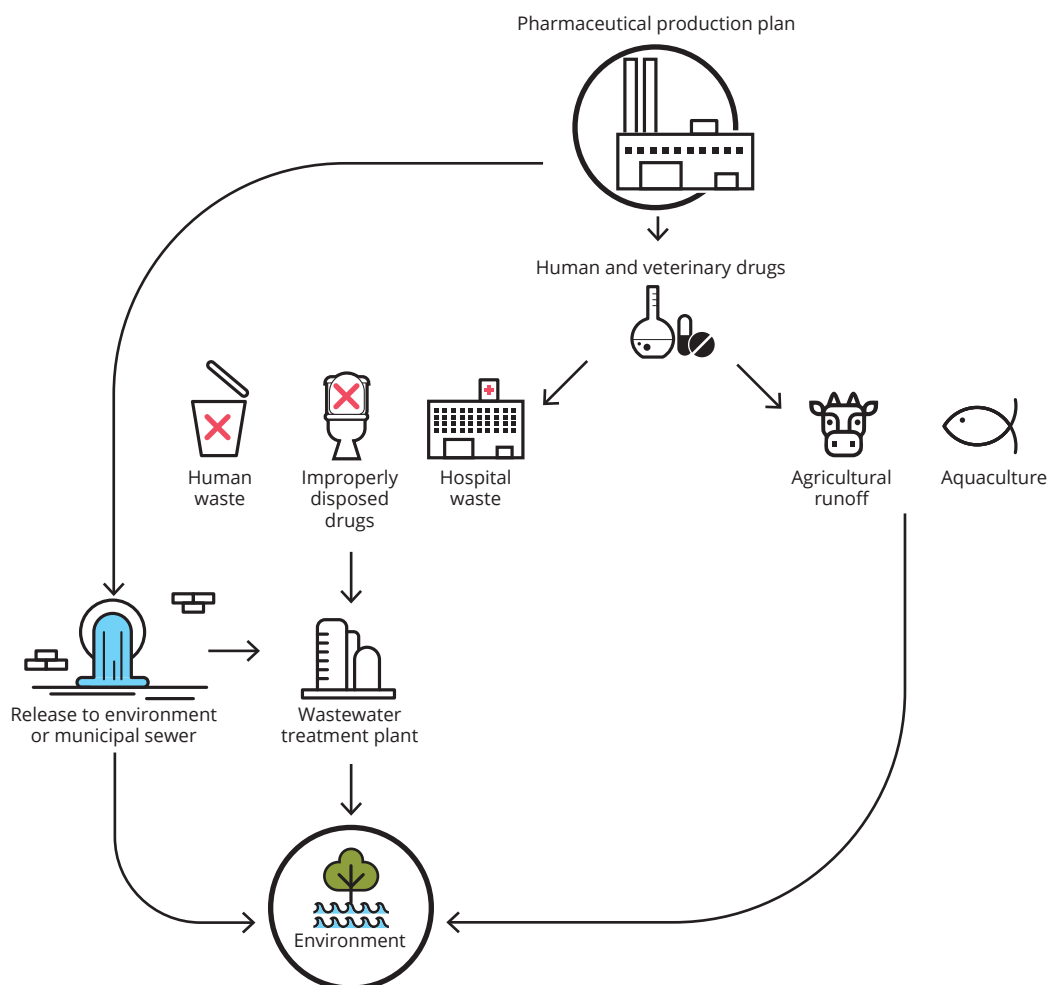 Pharmaceutical production plan
Human and veterinary drugs
Human
waste
Improperly
disposed
drugs
Hospital
waste
Agricultural
runoff
Aquaculture
Release to environment
or municipal sewer
Wastewater
treatment plant
Environment